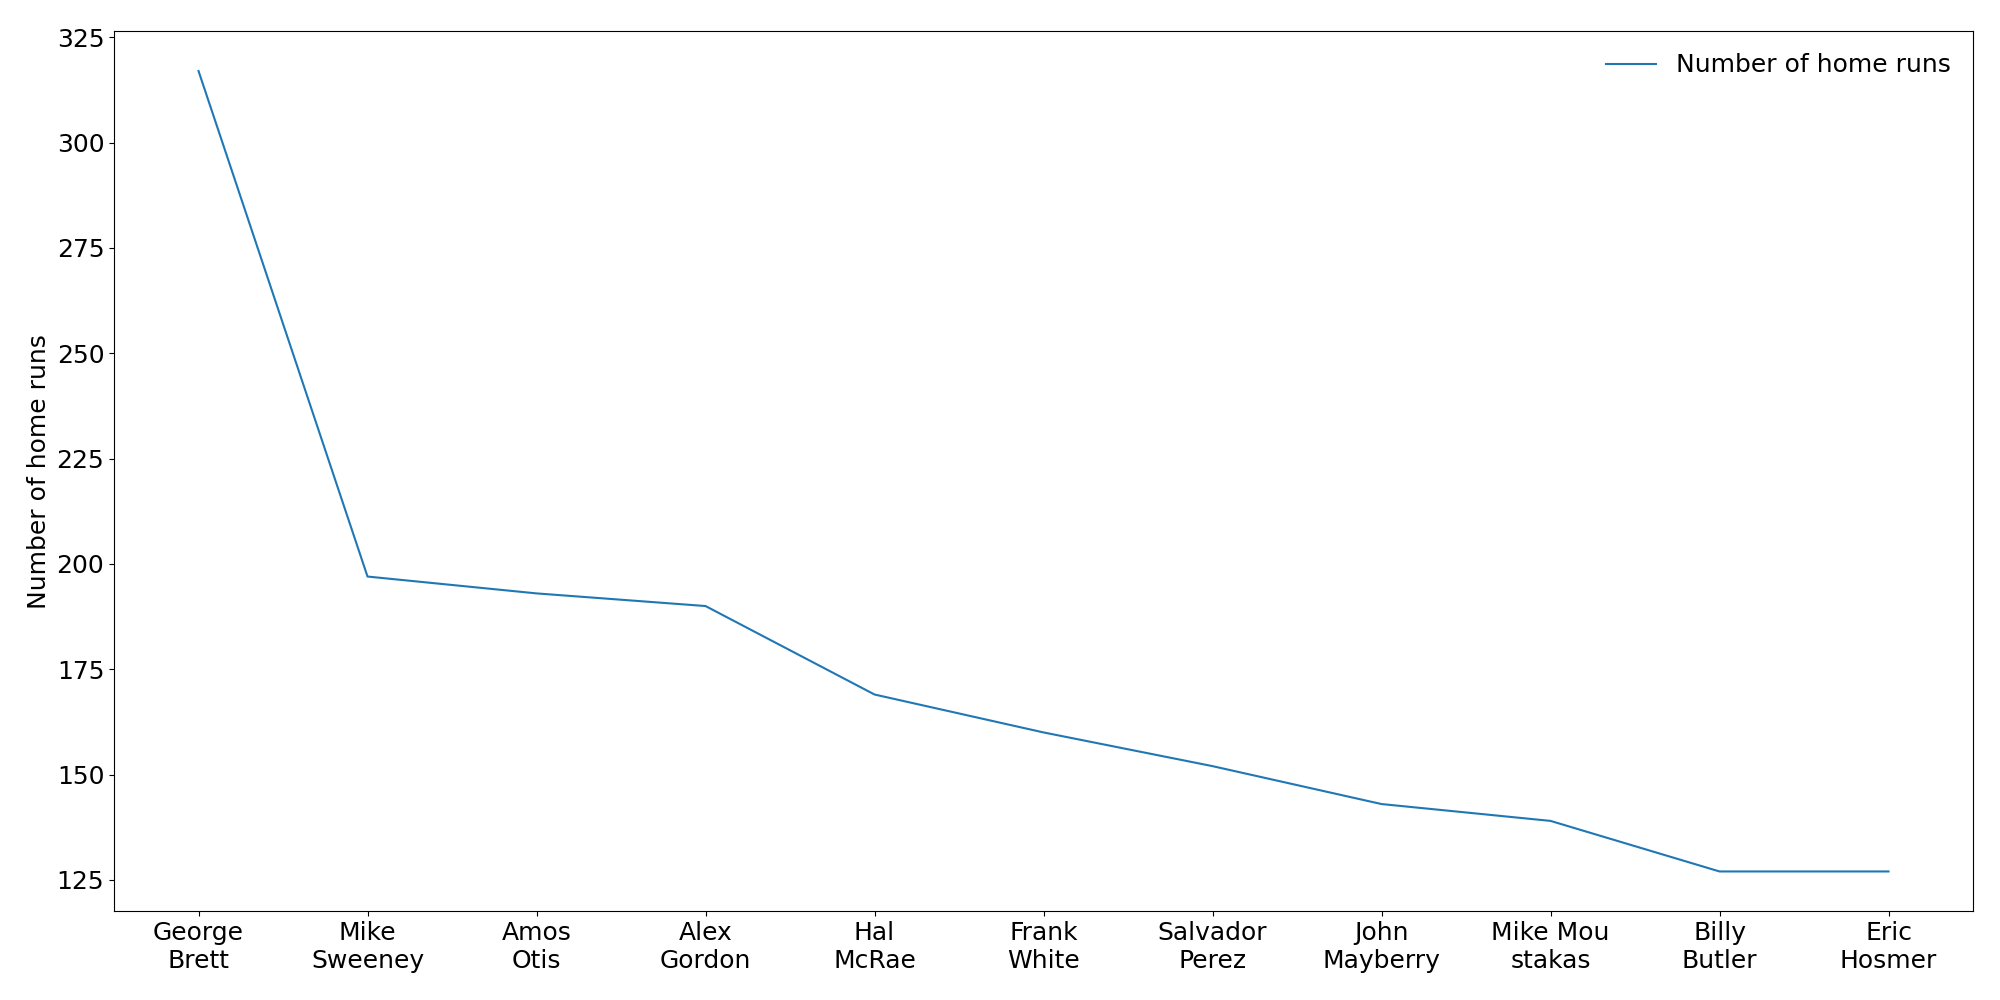 325
300
275
250
225
200
175
150
125
Number of home runs
Number of home runs
George
Brett
Mike
Sweeney
Amos
Otis
Alex
Gordon
Hal
McRae
Frank
White
Salvador
Perez
John
Mayberry
Mike Mou
stakas
Billy
Butler
Eric
Hosmer